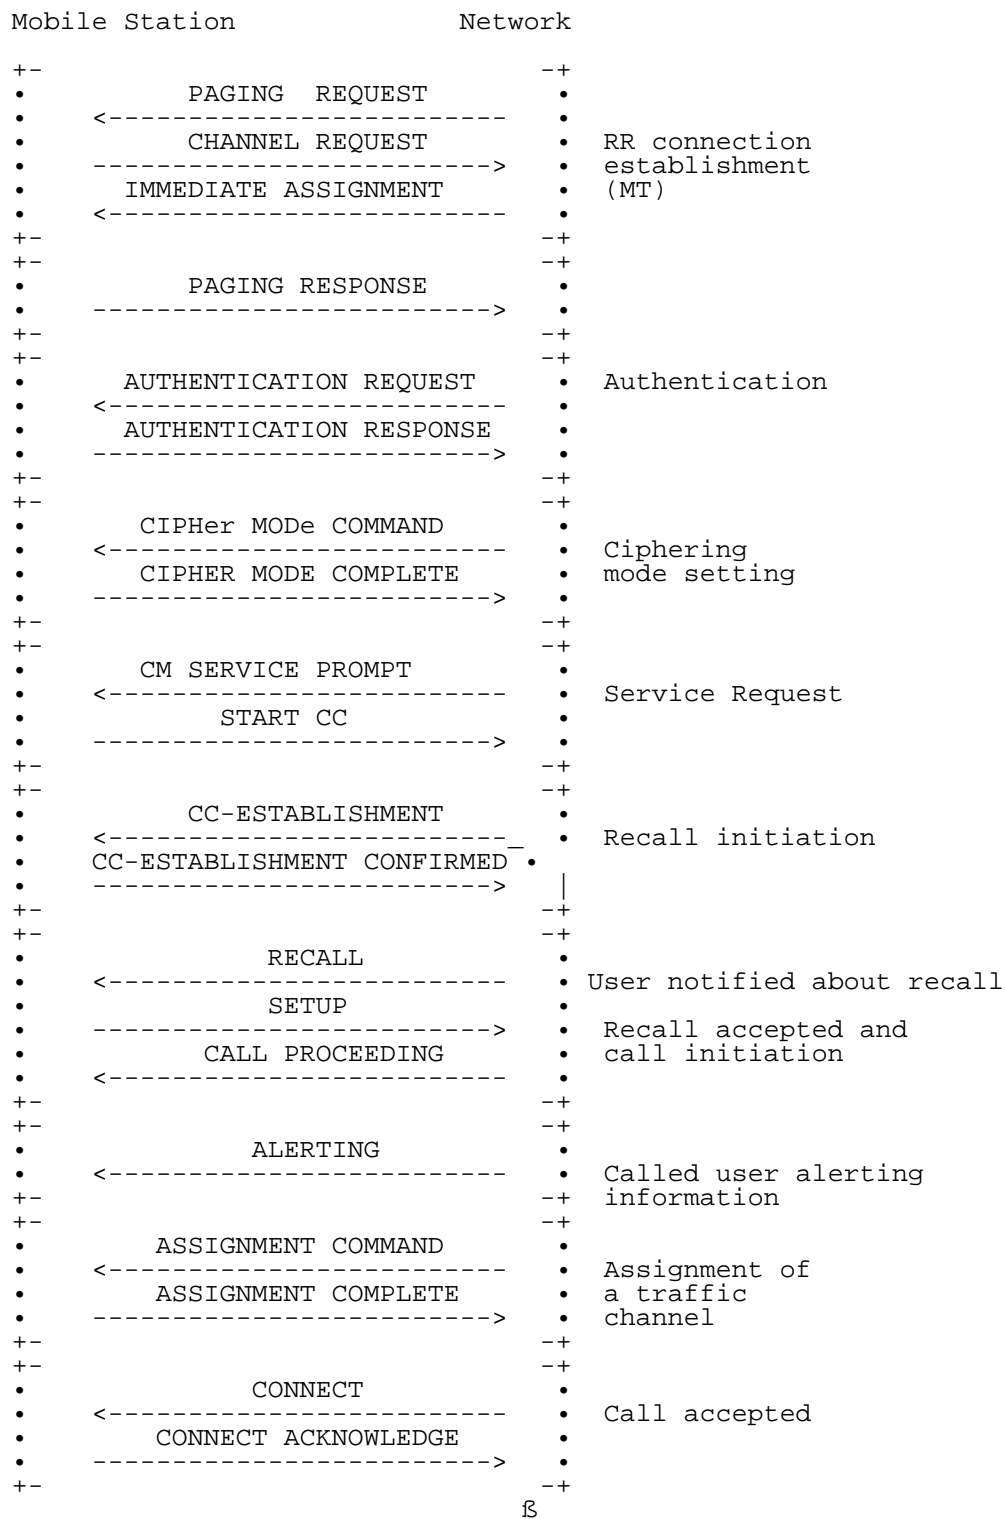 Mobile Station Network
+- -+
• PAGING REQUEST •
• <------------------------- •
• CHANNEL REQUEST • RR connection
• -------------------------> • establishment
• IMMEDIATE ASSIGNMENT • (MT)
• <------------------------- •
+- -+
+- -+
• PAGING RESPONSE •
• -------------------------> •
+- -+
+- -+
• AUTHENTICATION REQUEST • Authentication
• <------------------------- •
• AUTHENTICATION RESPONSE •
• -------------------------> •
+- -+
+- -+
• CIPHer MODe COMMAND •
• <------------------------- • Ciphering
• CIPHER MODE COMPLETE • mode setting
• -------------------------> •
+- -+
+- -+
• CM SERVICE PROMPT •
• <------------------------- • Service Request
• START CC •
• -------------------------> •
+- -+
+- -+
• CC-ESTABLISHMENT •
• <-------------------------_ • Recall initiation
• CC-ESTABLISHMENT CONFIRMED •
• -------------------------> |
+- -+
+- -+
• RECALL •
• <------------------------- • User notified about recall
• SETUP •
• -------------------------> • Recall accepted and
• CALL PROCEEDING • call initiation
• <------------------------- •
+- -+
+- -+
• ALERTING •
• <------------------------- • Called user alerting
+- -+ information
+- -+
• ASSIGNMENT COMMAND •
• <------------------------- • Assignment of
• ASSIGNMENT COMPLETE • a traffic
• -------------------------> • channel
+- -+
+- -+
• CONNECT •
• <------------------------- • Call accepted
• CONNECT ACKNOWLEDGE •
• -------------------------> •
+- -+
ß